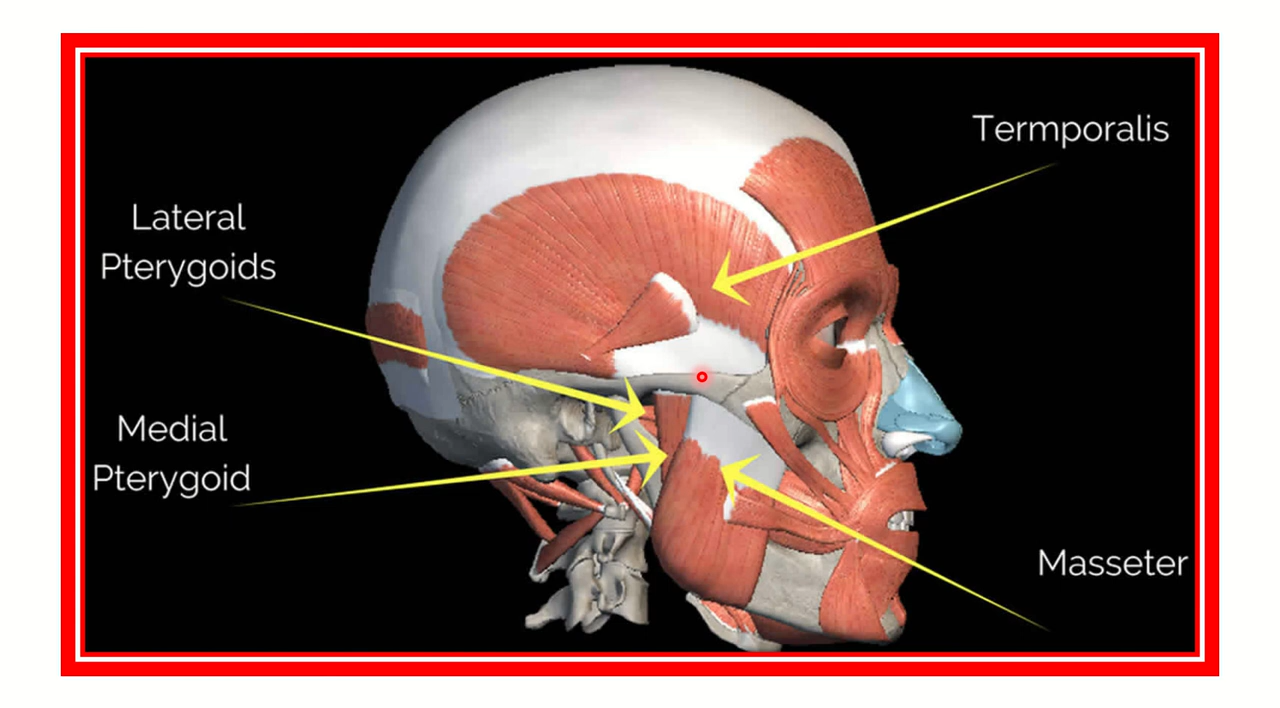 Termporalis
Lateral
Pterygoids
Medial
Pterygoid
Masseter